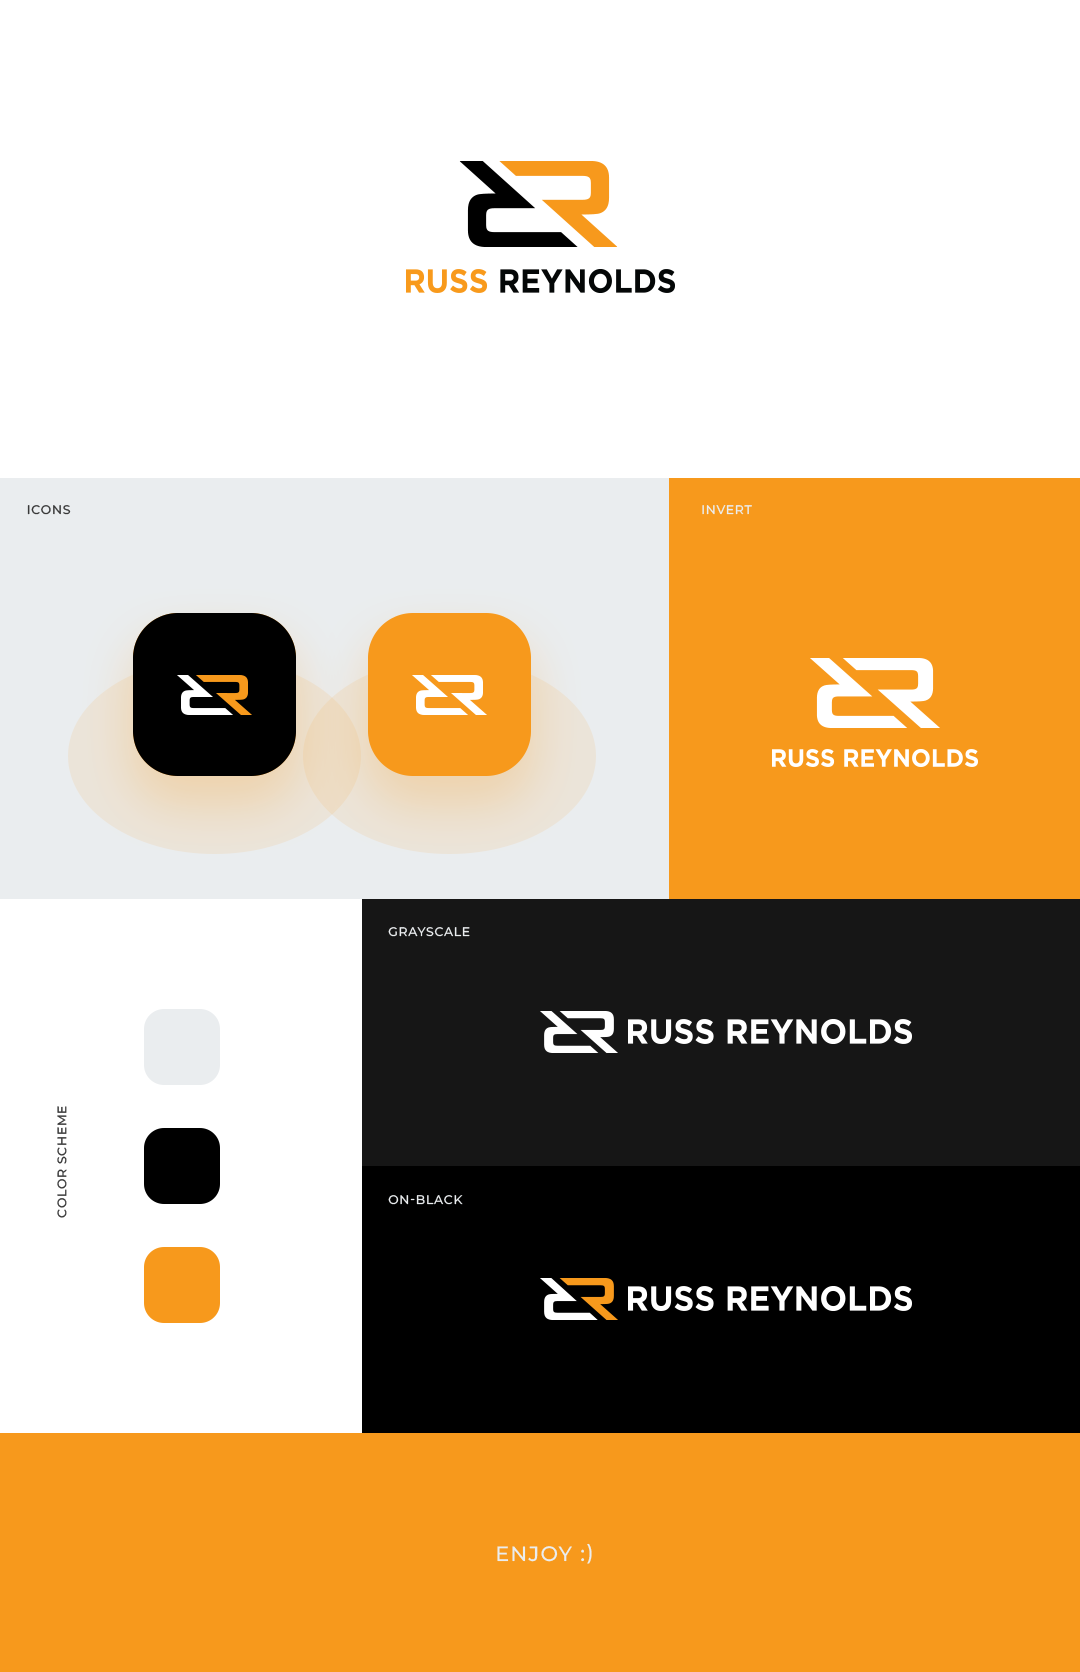 RUSS REYNOLDS
ICONS
INVERT
RUSS REYNOLDS
GRAYSCALE
RUSS REYNOLDS
COLOR SCHEME
ON-BLACK
RUSS REYNOLDS
ENJOY :)